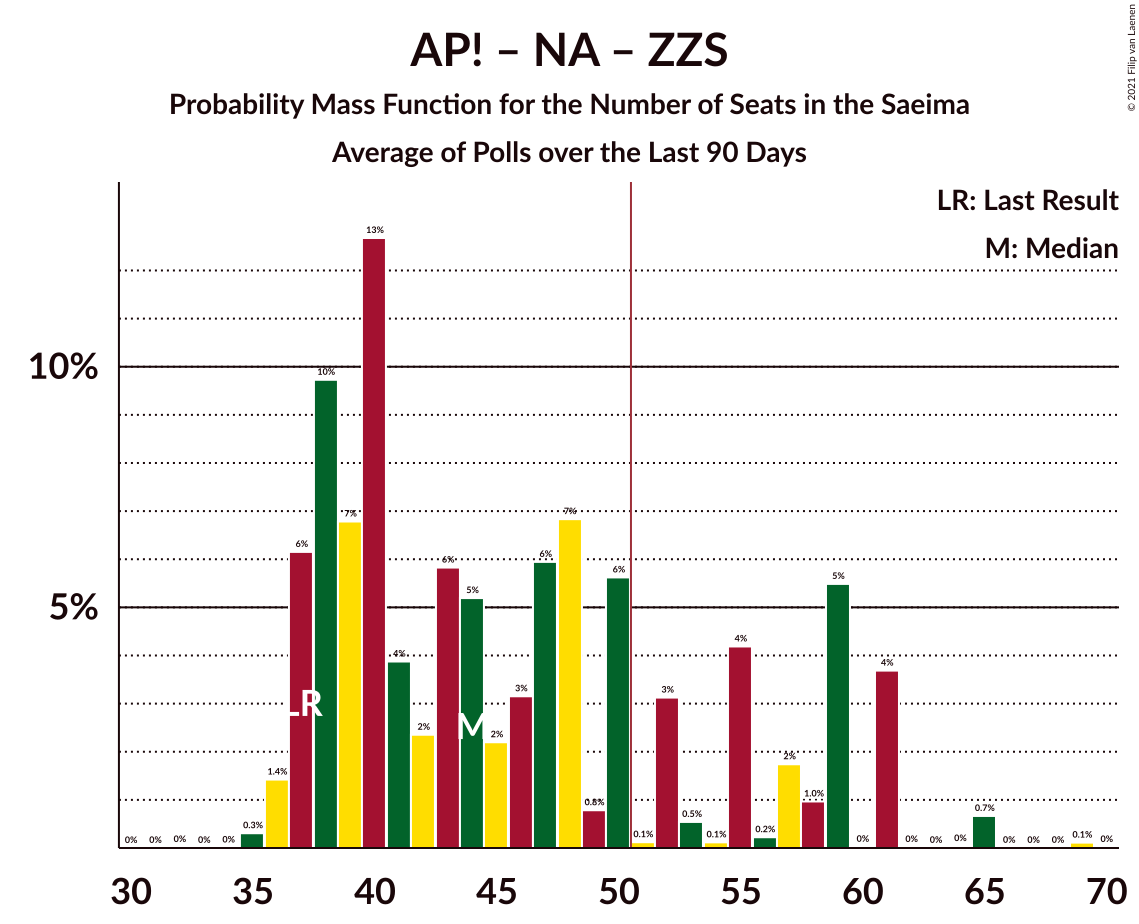 AP! – NA – ZZS
Probability Mass Function for the Number of Seats in the Saeima
Average of Polls over the Last 90 Days
© 2021 Filip van Laenen
LR: Last Result
M: Median
10%
5%
0% 0% 0% 0% 0% 0.3% 1.4% 6% 10% 7% 13% 4% 2% 6% 5% 2% 3% 6% 7% 0.8% 6% 0.1% 3% 0.5% 0.1% 4% 0.2% 2% 1.0% 5% 0% 4% 0% 0% 0% 0.7% 0% 0% 0% 0.1% 0%
LR
M
30 35 40 45 50 55 60 65 70